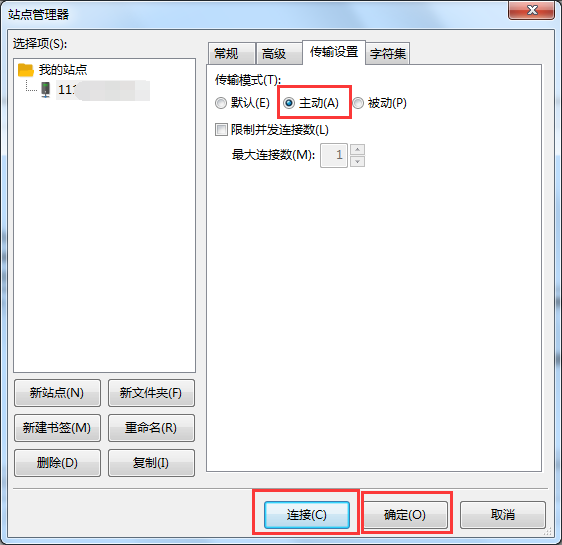 站点管理器
选择项(S):
我的站点
11
常规 高级 传输设置 字符集
传输模式(T):
默认(E) 主动(A) 被动(P)
限制并发连接数(L)
最大连接数(M): 1
新站点(N) 新文件夹(F)
新建书签(M) 重命名(R)
删除(D) 复制(I)
连接(C) 确定(O) 取消